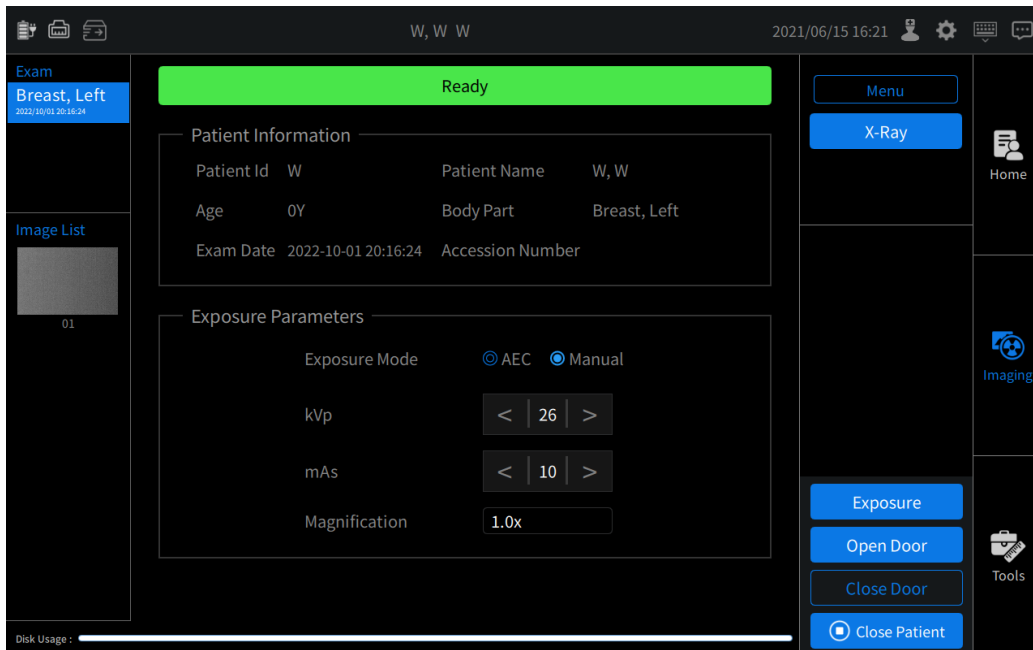 W, W W
2021/06/15 16:21
Exam
Breast, Left
2022/10/01 20:16:24
Image List
01
Ready
Patient Information
Patient Id W Patient Name W, W
Age 0Y Body Part Breast, Left
Exam Date 2022-10-01 20:16:24 Accession Number
Exposure Parameters
Exposure Mode AEC Manual
kVp < 26 >
mAs < 10 >
Magnification 1.0x
Menu
X-Ray
Exposure
Open Door
Close Door
Close Patient
Home
Imaging
Tools
Disk Usage :